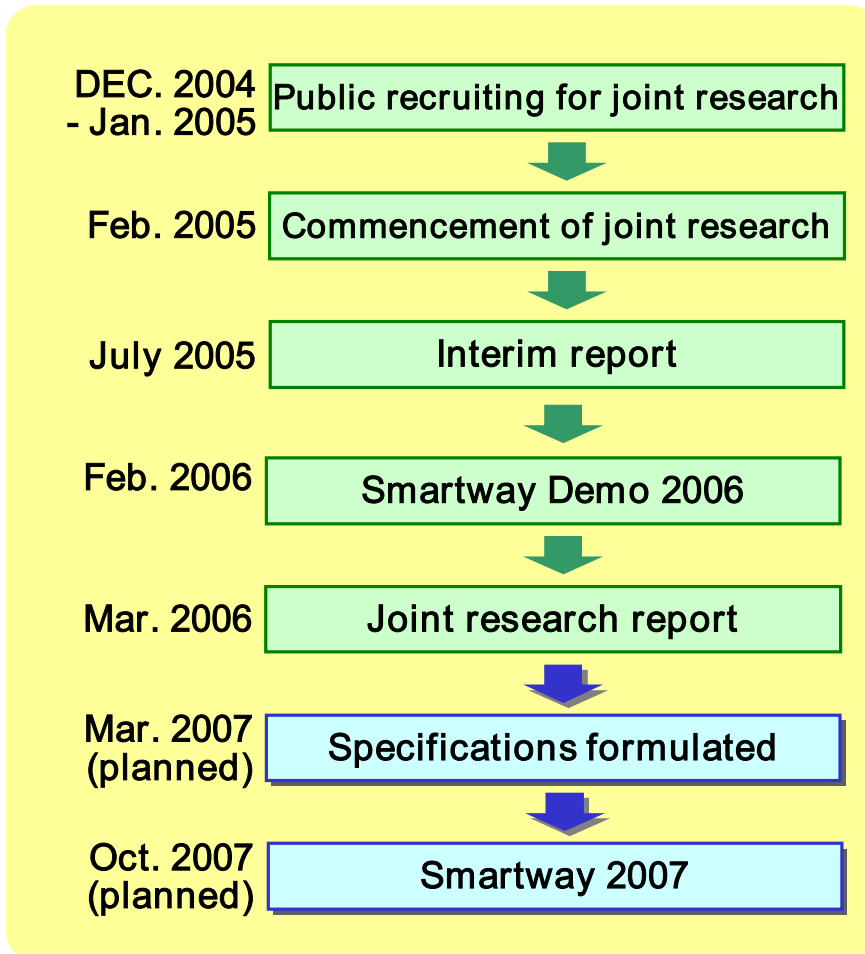 DEC. 2004
- Jan. 2005
Public recruiting for joint research
Feb. 2005
Commencement of joint research
July 2005
Interim report
Feb. 2006
Smartway Demo 2006
Mar. 2006
Joint research report
Mar. 2007
(planned)
Specifications formulated
Oct. 2007
(planned)
Smartway 2007